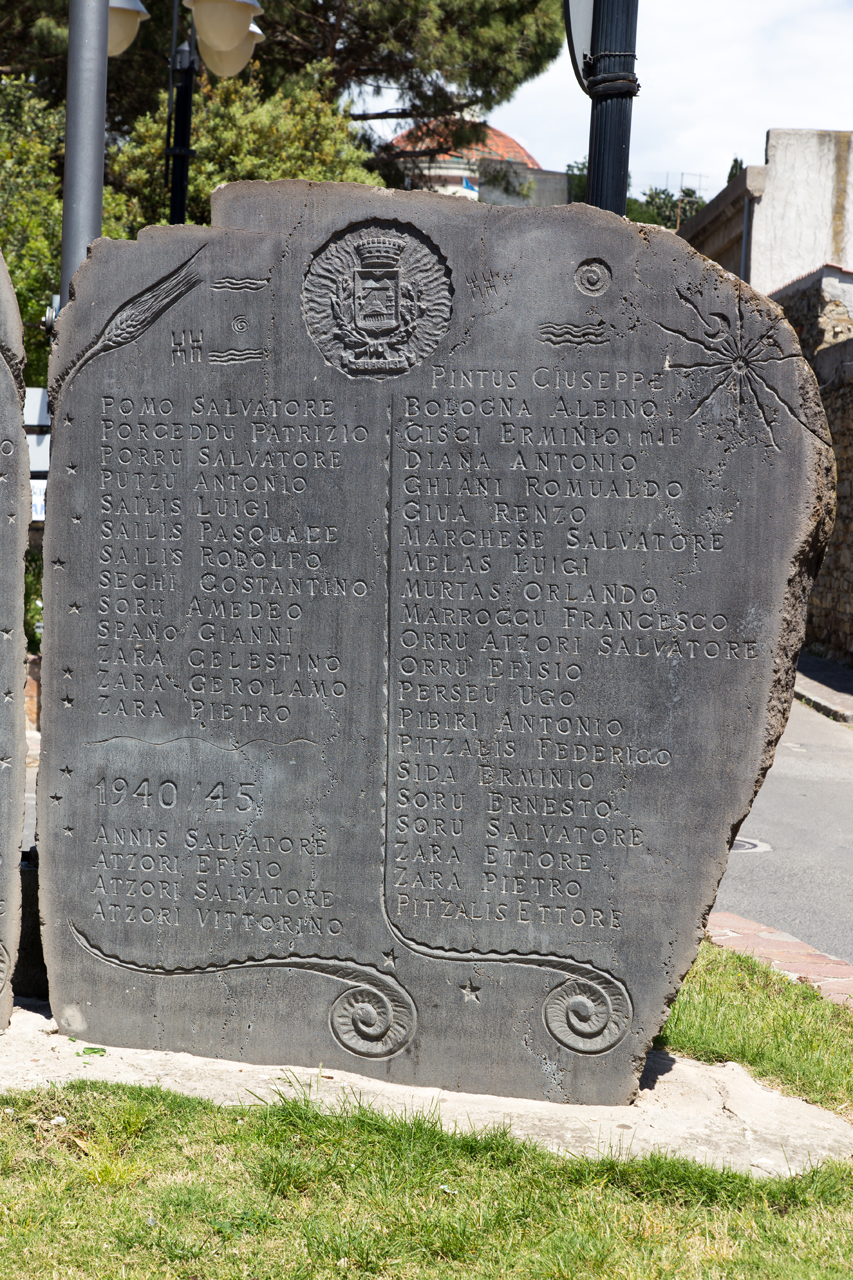 GUSPINI
POMO SALVATORE
PORCEDDU PATRIZIO
PORRU SALVATORE
PUTZU ANTONIO
SAILIS LUIGI
SAILIS PASQUALE
SAILIS RODOLFO
SECHI COSTANTINO
SORU AMEDEO
SPANO GIANNI
ZARA CELESTINO
ZARA GEROLAMO
ZARA PIETRO
1940/45
ANNIS SALVATORE
ATZORI EFISIO
ATZORI SALVATORE
ATZORI VITTORINO
PINTUS GIUSEPPE
BOLOGNA ALBINO
CISCI ERMINIO
DIANA ANTONIO
GHIANI ROMUALDO
GIUA RENZO
MARCHESE SALVATORE
MELAS LUIGI
MURTAS ORLANDO
MARROCCU FRANCESCO
ORRU ATZORI SALVATORE
ORRU' EFISIO
PERSEU UGO
PIBIRI ANTONIO
PITZALIS FEDERICO
SIDA ERMINIO
SORU ERNESTO
SORU SALVATORE
ZARA ETTORE
ZARA PIETRO
PITZALIS ETTORE